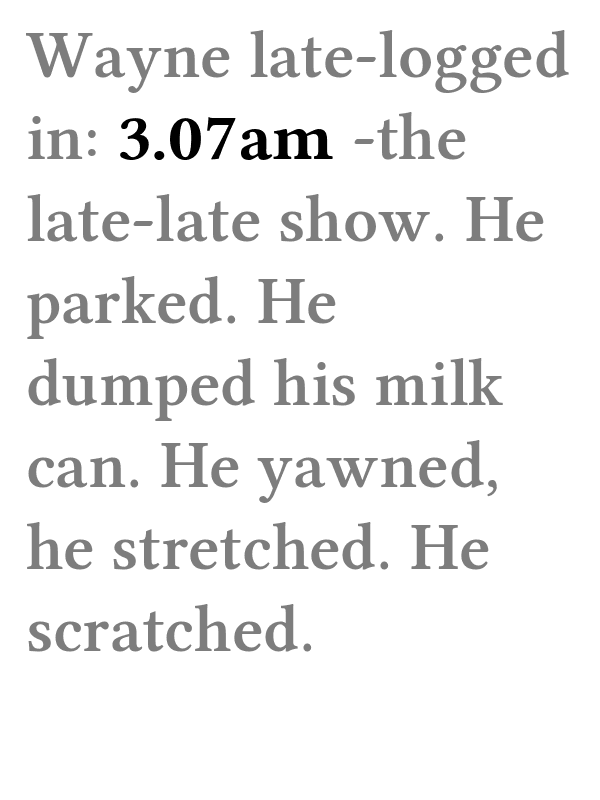 Wayne late-logged
in: 3.07am -the
late-late show. He
parked. He
dumped his milk
can. He yawned,
he stretched. He
scratched.